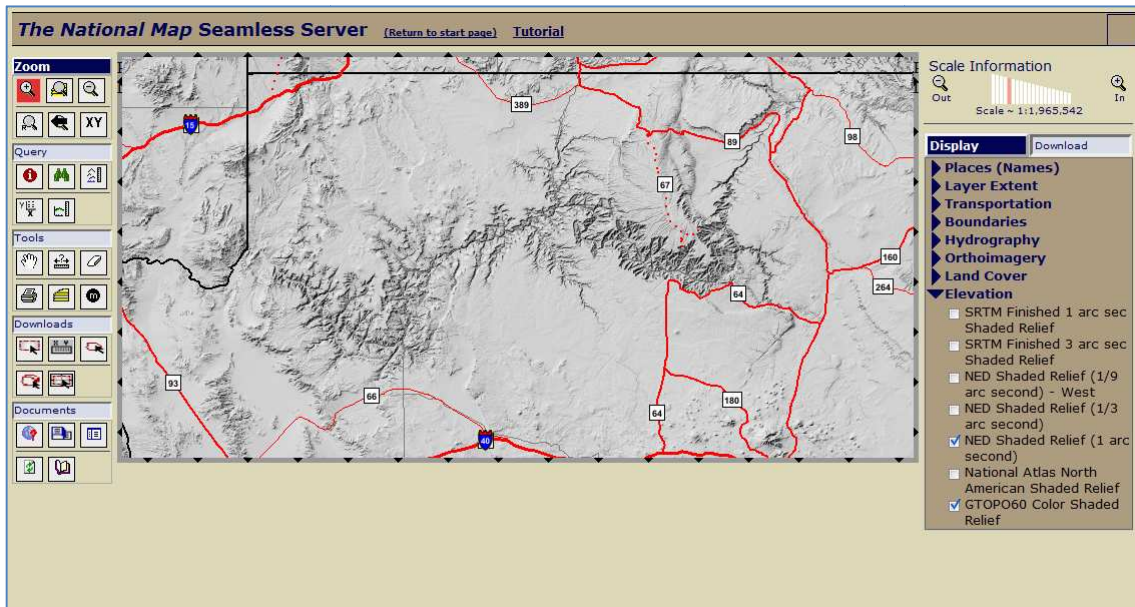 The National Map Seamless Server (Return to start page) Tutorial
Zoom
XY
Query
Tools
m
Downloads
Documents
15
389
89
98
67
160
264
64
93
66
40
64
180
Scale Information
Out
In
Scale ~ 1:1,965,542
Display
Download
Places (Names)
Layer Extent
Transportation
Boundaries
Hydrography
Orthoimagery
Land Cover
Elevation
SRTM Finished 1 arc sec
Shaded Relief
SRTM Finished 3 arc sec
Shaded Relief
NED Shaded Relief (1/9
arc second) - West
NED Shaded Relief (1/3
arc second)
NED Shaded Relief (1 arc
second)
National Atlas North
American Shaded Relief
GTOPO60 Color Shaded
Relief